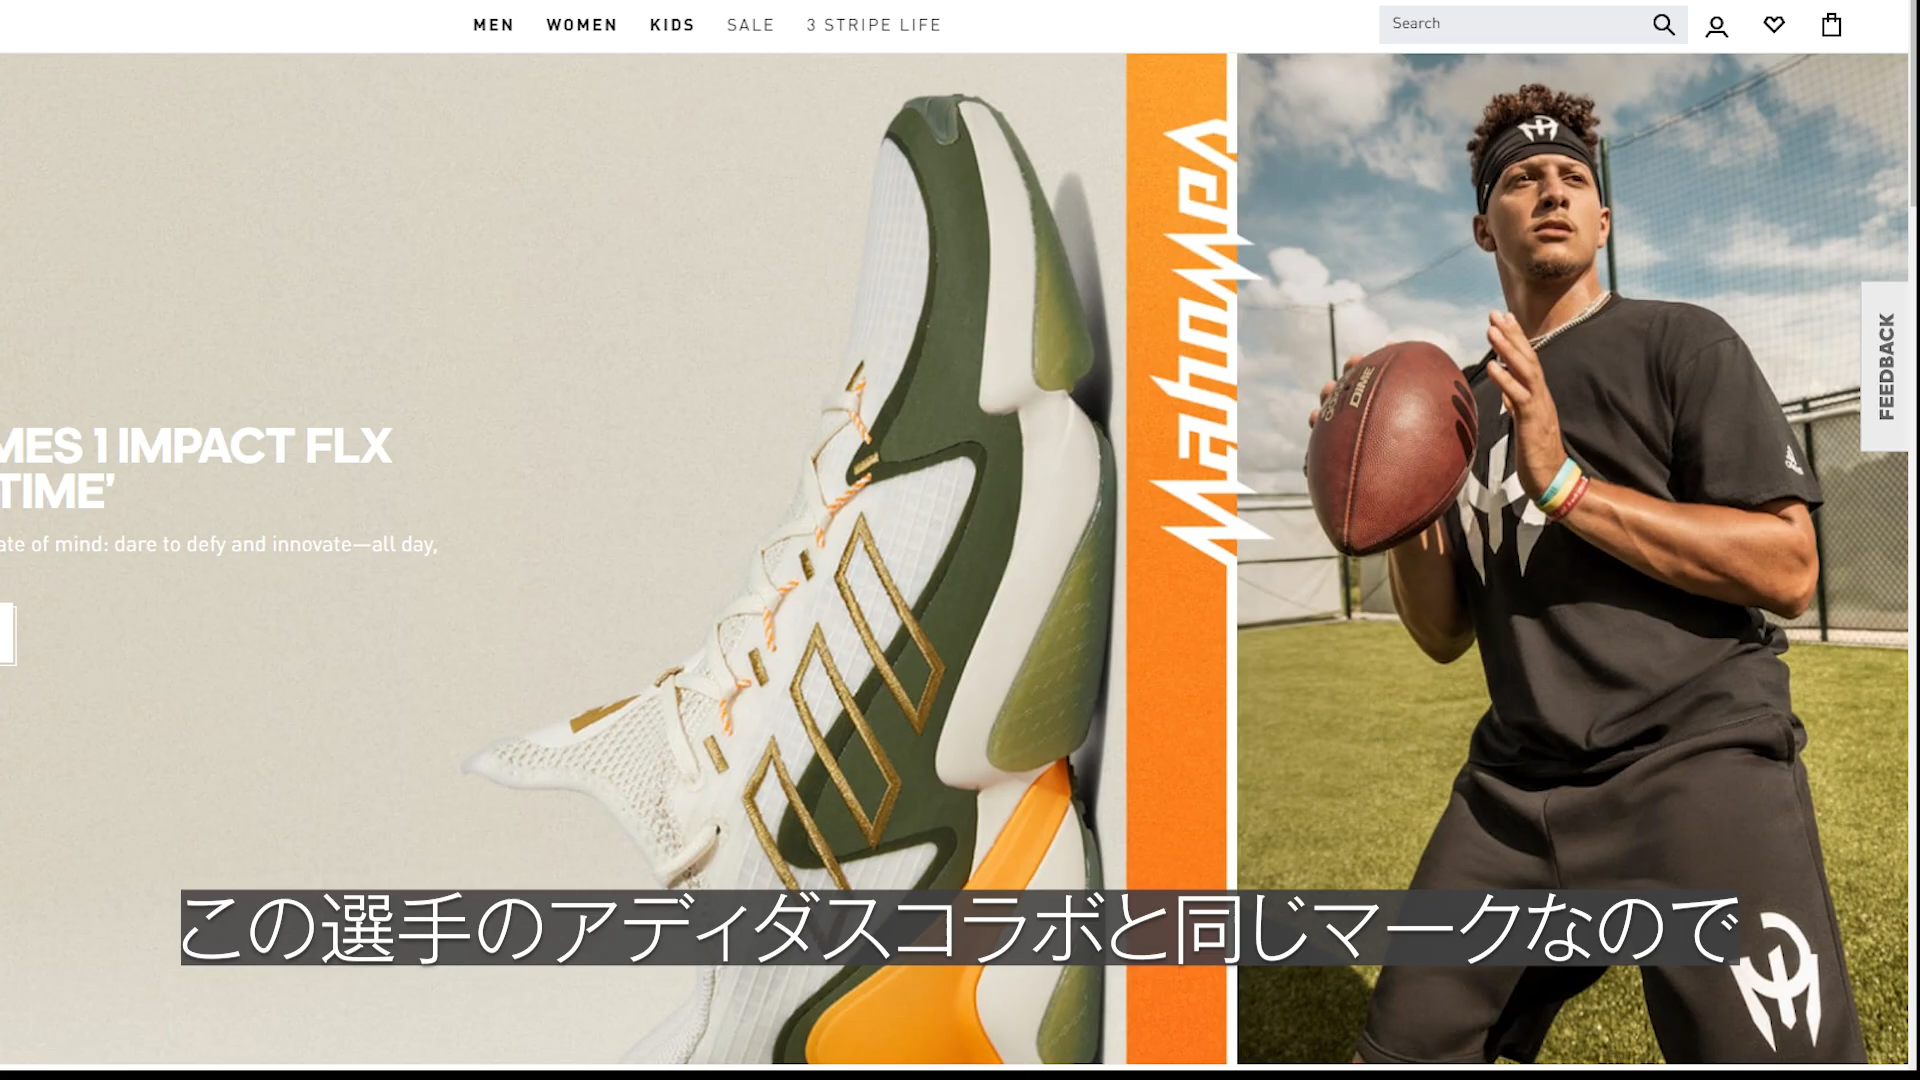 MEN WOMEN KIDS SALE 3 STRIPE LIFE
Search
Mahomes
MES 1 IMPACT FLX
TIME’
ate of mind: dare to defy and innovate—all day,
DIME
FEEDBACK
この選手のアディダスコラボと同じマークなので